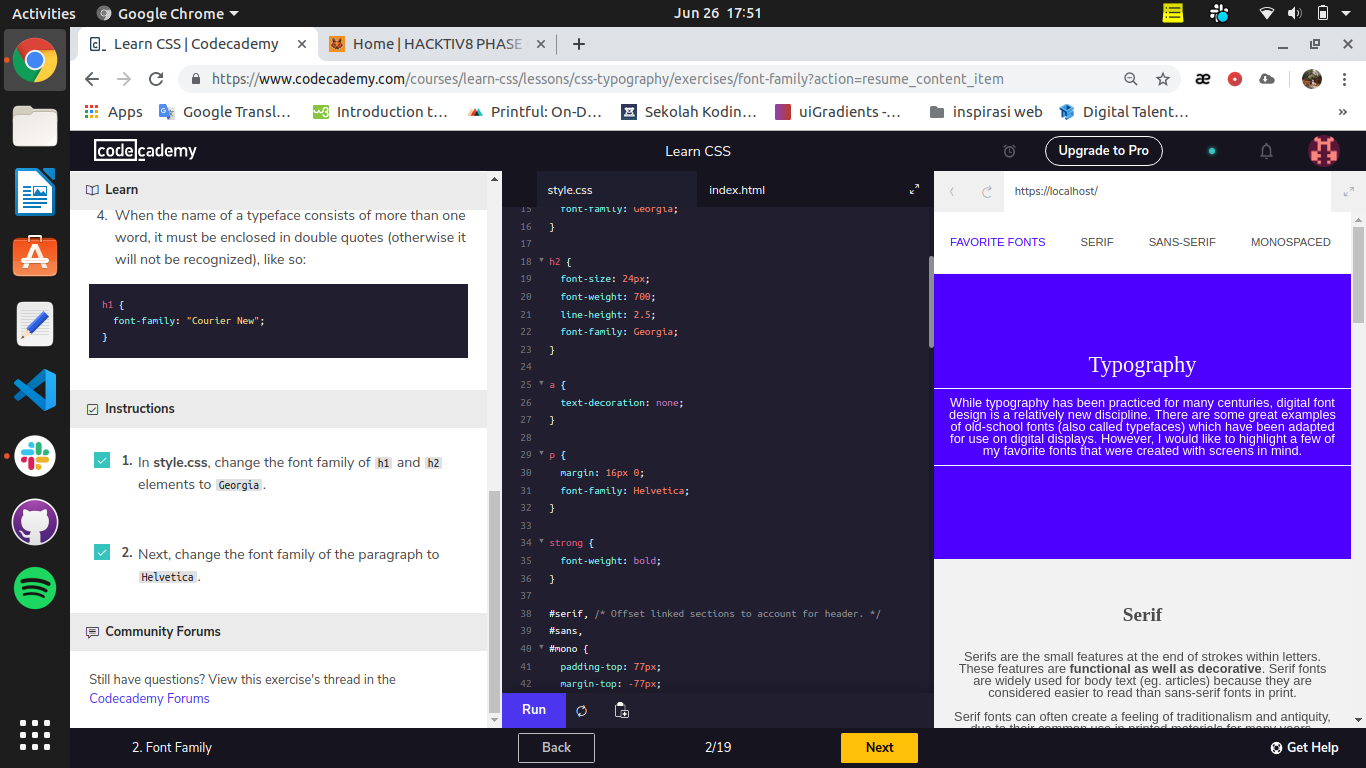 Activities
Google Chrome
Jun 26 17:51
Learn CSS | Codecademy
Home | HACKTIV8 PHASE
https://www.codecademy.com/courses/learn-css/lessons/css-typography/exercises/font-family?action=resume_content_item
Apps
Google Transl...
Introduction t...
Printful: On-D...
Sekolah Kodin...
uiGradients -...
inspirasi web
Digital Talent...
»
codecademy
Learn CSS
Upgrade to Pro
Learn
4. When the name of a typeface consists of more than one
word, it must be enclosed in double quotes (otherwise it
will not be recognized), like so:
h1 {
font-family: "Courier New";
}
Instructions
1. In style.css, change the font family of h1 and h2
elements to Georgia.
2. Next, change the font family of the paragraph to
Helvetica.
Community Forums
Still have questions? View this exercise's thread in the
Codecademy Forums
style.css
index.html
15 font-family: Georgia;
16 }
17
18 h2 {
19 font-size: 24px;
20 font-weight: 700;
21 line-height: 2.5;
22 font-family: Georgia;
23 }
24
25 a {
26 text-decoration: none;
27 }
28
29 p {
30 margin: 16px 0;
31 font-family: Helvetica;
32 }
33
34 strong {
35 font-weight: bold;
36 }
37
38 #serif, /* Offset linked sections to account for header. */
39 #sans,
40 #mono {
41 padding-top: 77px;
42 margin-top: -77px;
Run
https://localhost/
FAVORITE FONTS
SERIF
SANS-SERIF
MONOSPACED
Typography
While typography has been practiced for many centuries, digital font
design is a relatively new discipline. There are some great examples
of old-school fonts (also called typefaces) which have been adapted
for use on digital displays. However, I would like to highlight a few of
my favorite fonts that were created with screens in mind.
Serif
Serifs are the small features at the end of strokes within letters.
These features are functional as well as decorative. Serif fonts
are widely used for body text (eg. articles) because they are
considered easier to read than sans-serif fonts in print.
Serif fonts can often create a feeling of traditionalism and antiquity,
due to their common use in printed materials for many years.
2. Font Family
Back
2/19
Next
Get Help